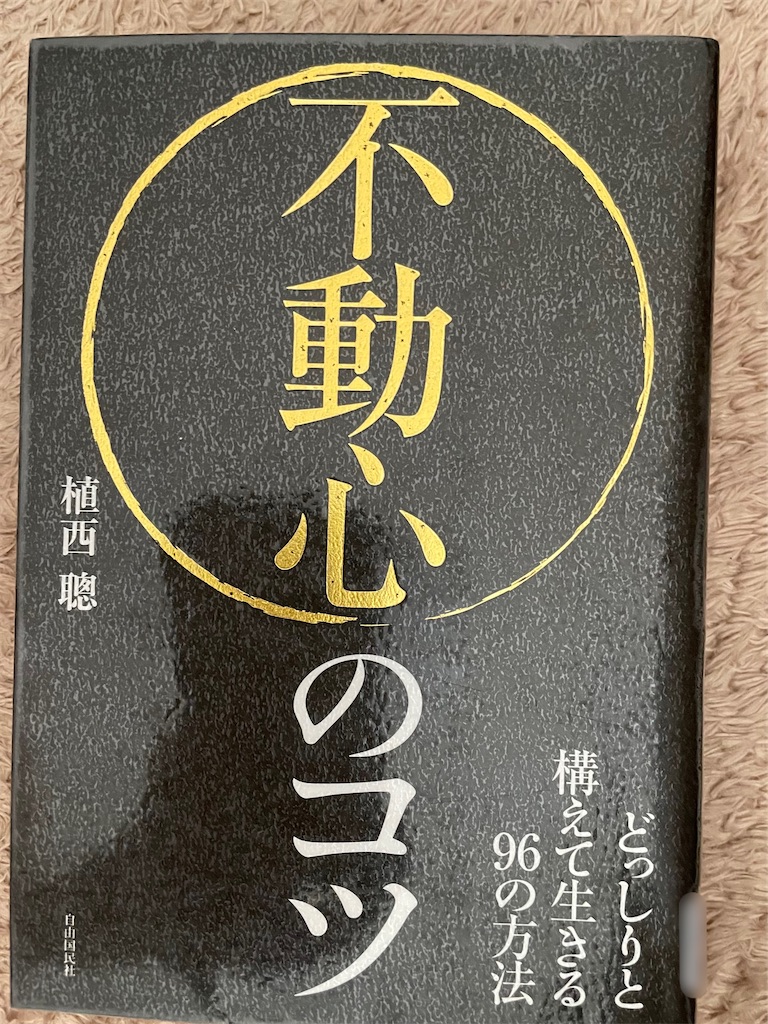 不動心
のコツ
どっしりと
構えて生きる
96の方法
植西 聰
自由国民社